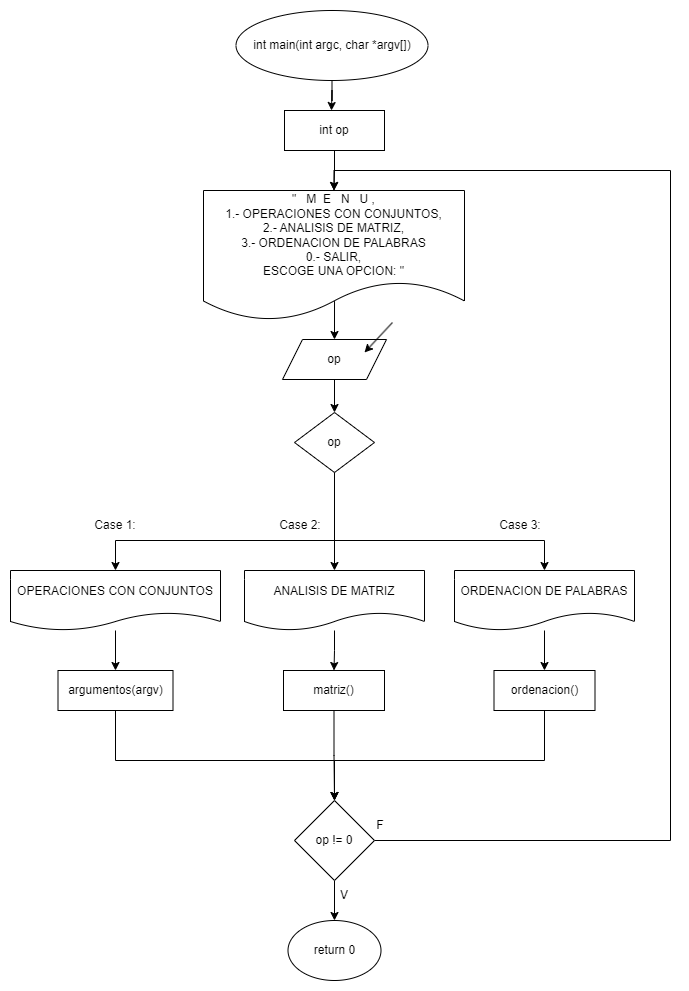 int main(int argc, char *argv[])
int op
" M E N U,
1.- OPERACIONES CON CONJUNTOS,
2.- ANALISIS DE MATRIZ,
3.- ORDENACION DE PALABRAS
0.- SALIR,
ESCOGE UNA OPCION: "
op
op
Case 1:
Case 2:
Case 3:
OPERACIONES CON CONJUNTOS
ANALISIS DE MATRIZ
ORDENACION DE PALABRAS
argumentos(argv)
matriz()
ordenacion()
op != 0
F
V
return 0